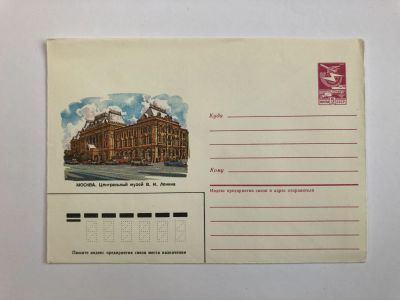 Куда
Кому
МОСКВА. Центральный музей В. И. Ленина
Индекс предприятия связи и адрес отправителя
Пишите индекс предприятия связи места назначения